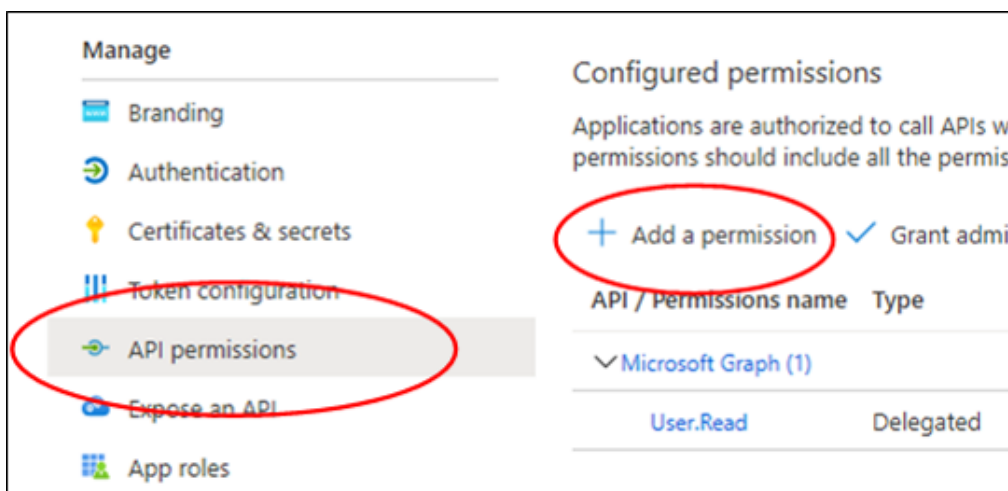 Manage
Branding
Authentication
Certificates & secrets
Token configuration
API permissions
Expose an API
App roles
Configured permissions
Applications are authorized to call APIs w
permissions should include all the permis
Add a permission
Grant admi
API / Permissions name Type
Microsoft Graph (1)
User.Read Delegated